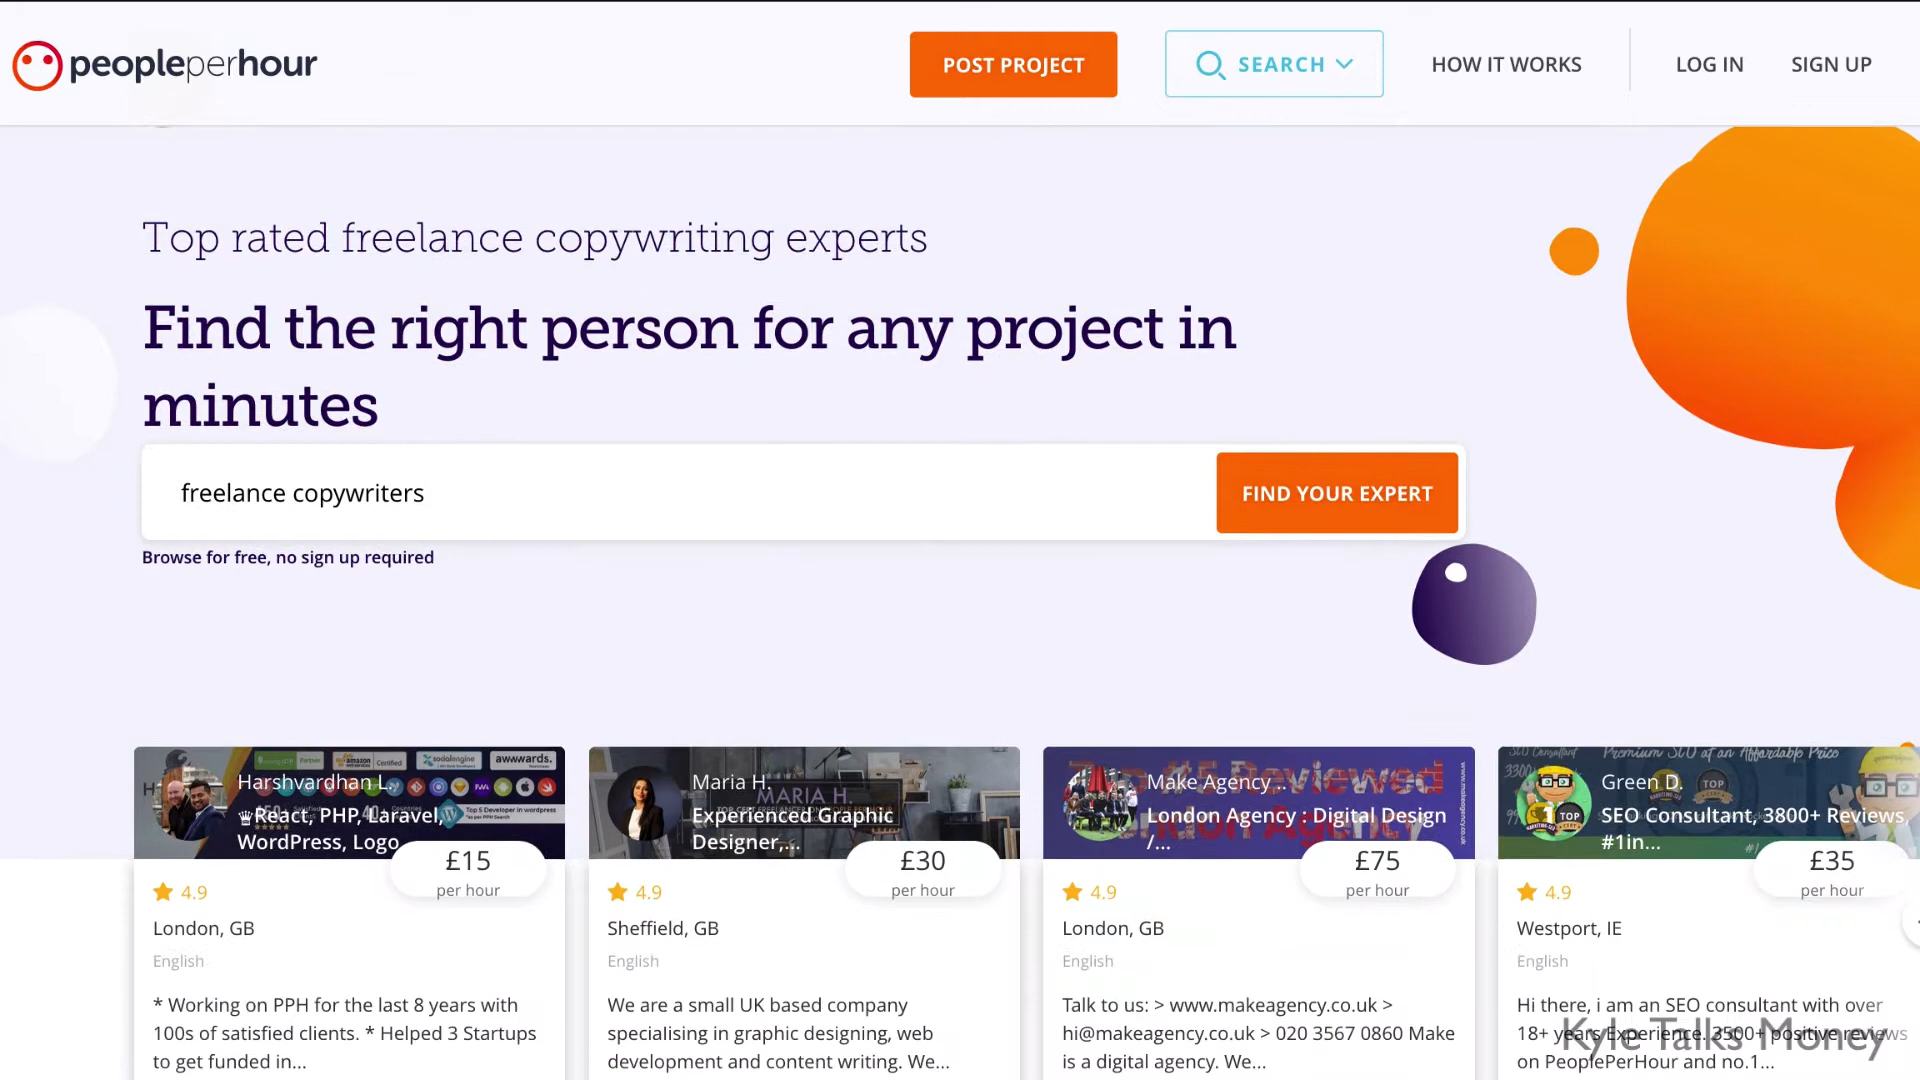 peopleperhour
POST PROJECT
SEARCH
HOW IT WORKS
LOG IN
SIGN UP
Top rated freelance copywriting experts
Find the right person for any project in
minutes
freelance copywriters
FIND YOUR EXPERT
Browse for free, no sign up required
Harshvardhan L.
React, PHP, Laravel,
WordPress, Logo
£15
per hour
4.9
London, GB
English
* Working on PPH for the last 8 years with
100s of satisfied clients. * Helped 3 Startups
to get funded in...
Maria H.
MARIA H.
Experienced Graphic
Designer,...
£30
per hour
4.9
Sheffield, GB
English
We are a small UK based company
specialising in graphic designing, web
development and content writing. We...
Make Agency ..
London Agency : Digital Design
/...
£75
per hour
4.9
London, GB
English
Talk to us: > www.makeagency.co.uk >
hi@makeagency.co.uk > 020 3567 0860 Make
is a digital agency. We...
Green D.
SEO Consultant, 3800+ Reviews,
#1in...
£35
per hour
4.9
Westport, IE
English
Hi there, i am an SEO consultant with over
18+ years Experience. 3500+ positive reviews
on PeoplePerHour and no.1...
Kyle Talks Money